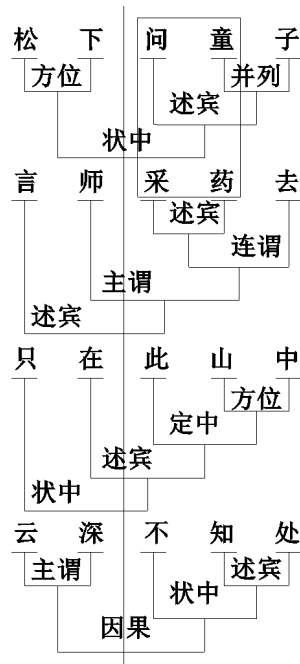 松下问童子
方位 并列
述宾
状中
言师采药去
述宾
连谓
主谓
述宾
只在此山中
方位
定中
述宾
状中
云深不知处
主谓 述宾
状中
因果